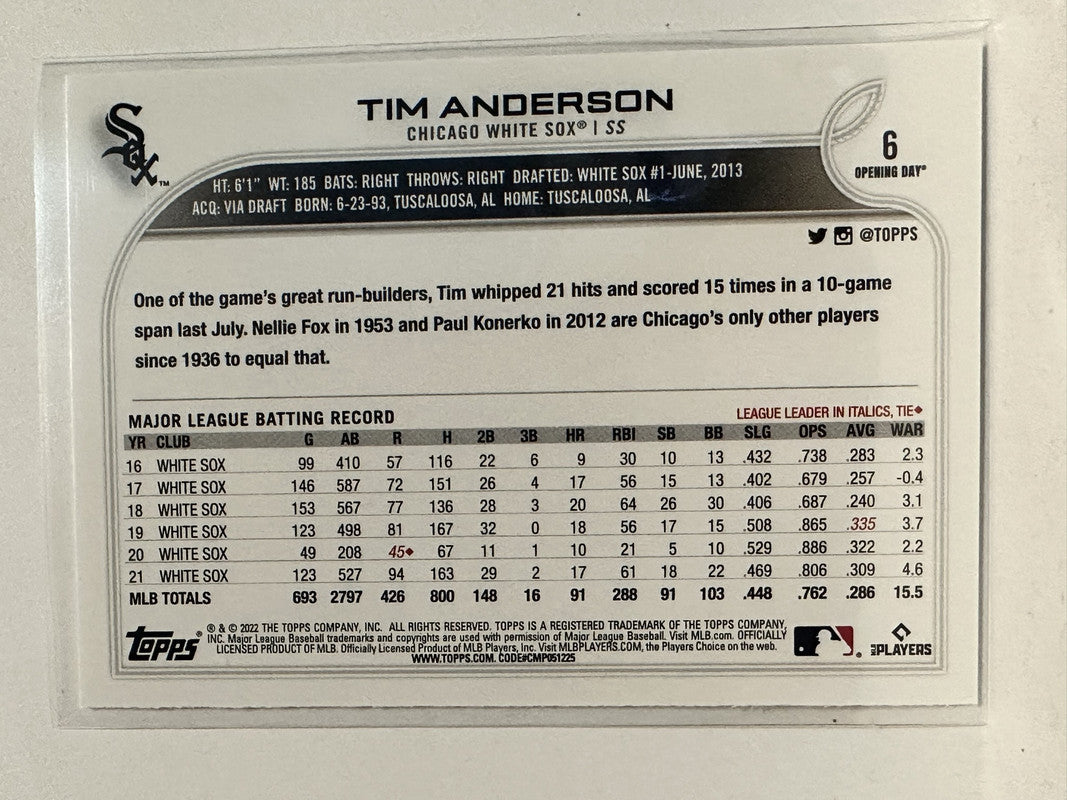 Sox™
TIM ANDERSON
CHICAGO WHITE SOX® | SS
6
OPENING DAY®
HT: 6'1" WT: 185 BATS: RIGHT THROWS: RIGHT DRAFTED: WHITE SOX #1-JUNE, 2013
ACQ: VIA DRAFT BORN: 6-23-93, TUSCALOOSA, AL HOME: TUSCALOOSA, AL
@TOPPS
One of the game's great run-builders, Tim whipped 21 hits and scored 15 times in a 10-game
span last July. Nellie Fox in 1953 and Paul Konerko in 2012 are Chicago's only other players
since 1936 to equal that.
MAJOR LEAGUE BATTING RECORD LEAGUE LEADER IN ITALICS, TIE◆
YR CLUB G AB R H 2B 3B HR RBI SB BB SLG OPS AVG WAR
16 WHITE SOX 99 410 57 116 22 6 9 30 10 13 .432 .738 .283 2.3
17 WHITE SOX 146 587 72 151 26 4 17 56 15 13 .402 .679 .257 -0.4
18 WHITE SOX 153 567 77 136 28 3 20 64 26 30 .406 .687 .240 3.1
19 WHITE SOX 123 498 81 167 32 0 18 56 17 15 .508 .865 .335 3.7
20 WHITE SOX 49 208 45◆ 67 11 1 10 21 5 10 .529 .886 .322 2.2
21 WHITE SOX 123 527 94 163 29 2 17 61 18 22 .469 .806 .309 4.6
MLB TOTALS 693 2797 426 800 148 16 91 288 91 103 .448 .762 .286 15.5
topps®
® & © 2022 THE TOPPS COMPANY, INC. ALL RIGHTS RESERVED. TOPPS IS A REGISTERED TRADEMARK OF THE TOPPS COMPANY,
INC. Major League Baseball trademarks and copyrights are used with permission of Major League Baseball. Visit MLB.com. OFFICIALLY
LICENSED PRODUCT OF MLB. Officially Licensed Product of MLB Players, Inc. Visit MLBPLAYERS.COM, the Players Choice on the web.
WWW.TOPPS.COM. CODE#CMP051225
MLB PLAYERS